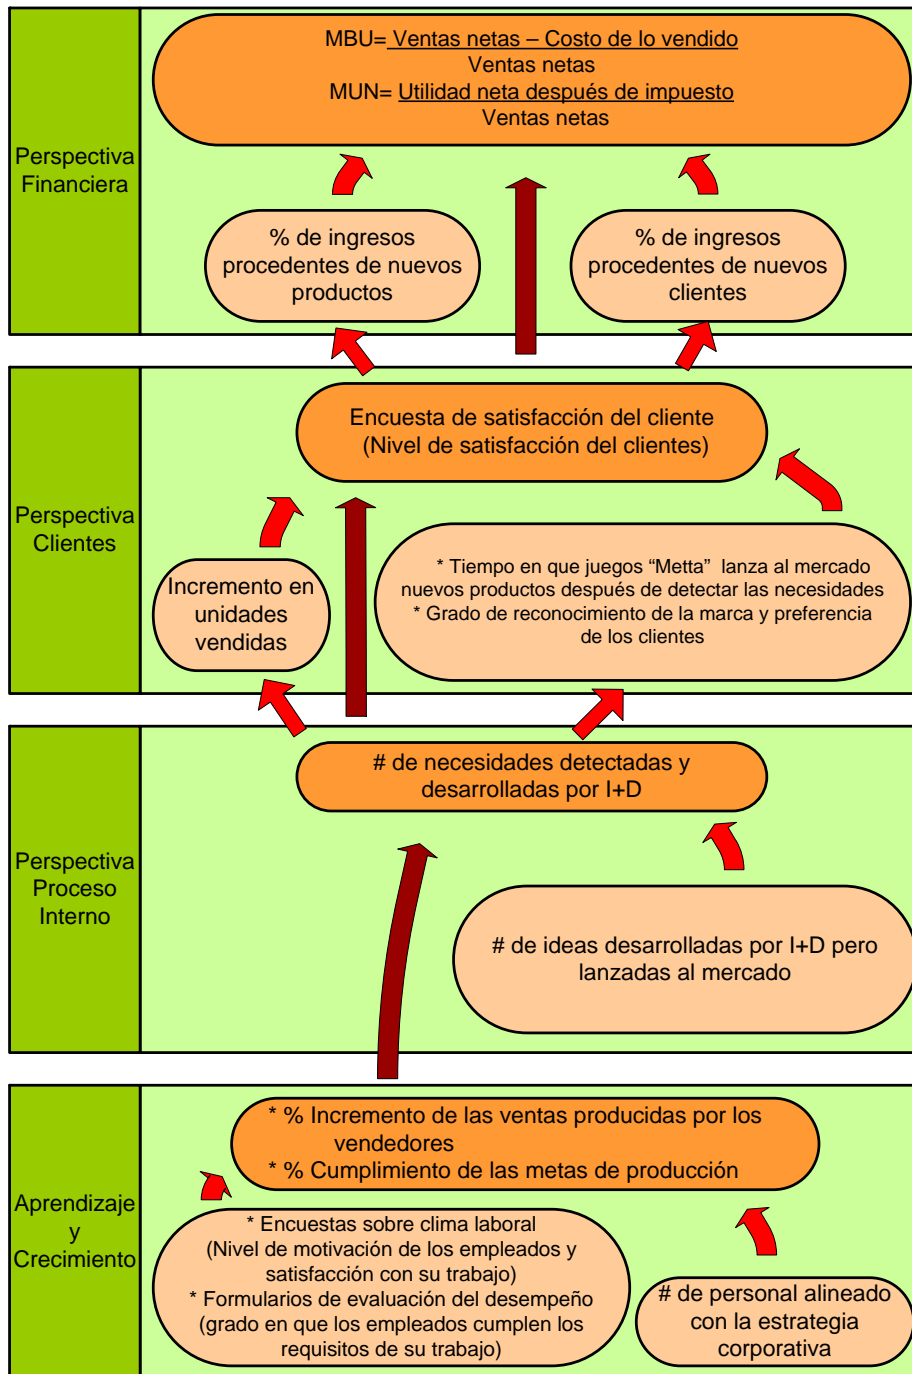 Perspectiva
Financiera
MBU= Ventas netas – Costo de lo vendido
Ventas netas
MUN= Utilidad neta después de impuesto
Ventas netas
% de ingresos
procedentes de nuevos
productos
% de ingresos
procedentes de nuevos
clientes
Perspectiva
Clientes
Encuesta de satisfacción del cliente
(Nivel de satisfacción del clientes)
Incremento en
unidades
vendidas
* Tiempo en que juegos “Metta” lanza al mercado
nuevos productos después de detectar las necesidades
* Grado de reconocimiento de la marca y preferencia
de los clientes
Perspectiva
Proceso
Interno
# de necesidades detectadas y
desarrolladas por I+D
# de ideas desarrolladas por I+D pero
lanzadas al mercado
Aprendizaje
y
Crecimiento
* % Incremento de las ventas producidas por los
vendedores
* % Cumplimiento de las metas de producción
* Encuestas sobre clima laboral
(Nivel de motivación de los empleados y
satisfacción con su trabajo)
* Formularios de evaluación del desempeño
(grado en que los empleados cumplen los
requisitos de su trabajo)
# de personal alineado
con la estrategia
corporativa